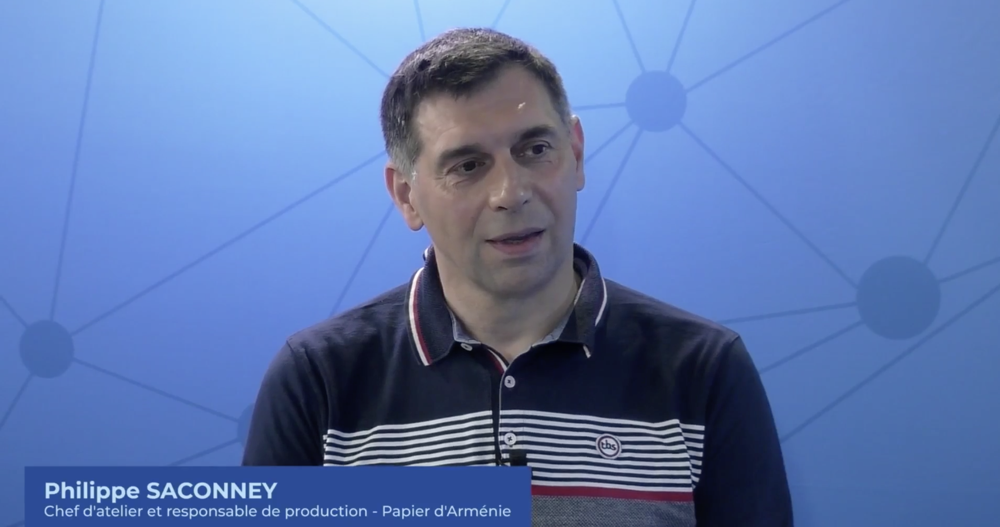 tbs
Philippe SACONNEY
Chef d'atelier et responsable de production - Papier d'Arménie